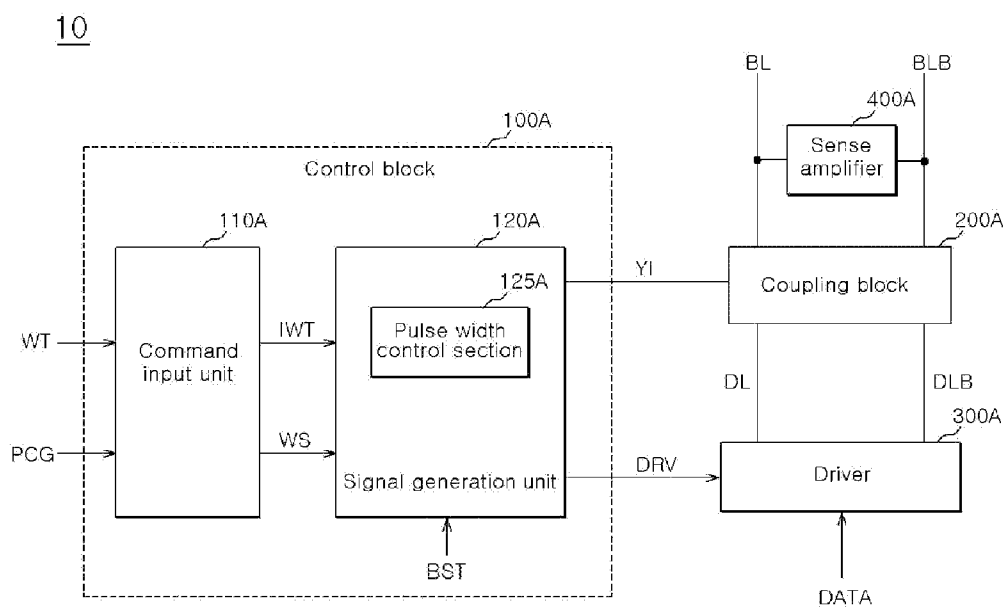 10
BL
BLB
400A
Sense
amplifier
100A
Control block
110A
120A
200A
YI
Coupling block
125A
Pulse width
control section
WT
IWT
Command
input unit
DL
DLB
300A
PCG
WS
Signal generation unit
DRV
Driver
BST
DATA